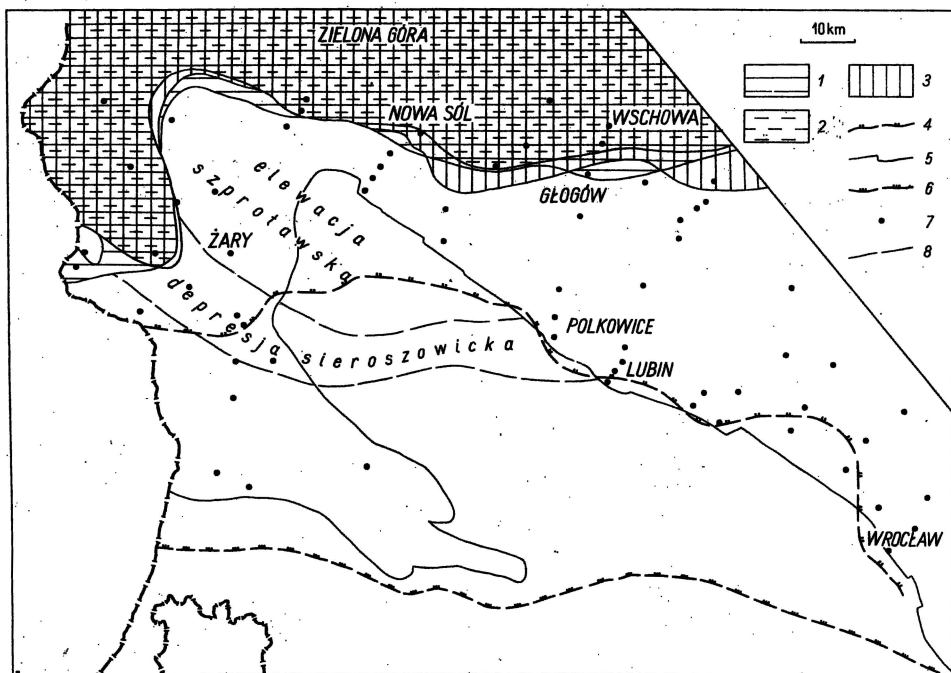 ZIELONA GÓRA
10km
1
3
2
4
5
6
7
8
NOWA SÓL
WSCHOWA
GŁOGÓW
elewacja
szprotawska
ŻARY
depresja sieroszowicka
POLKOWICE
LUBIN
WROCŁAW